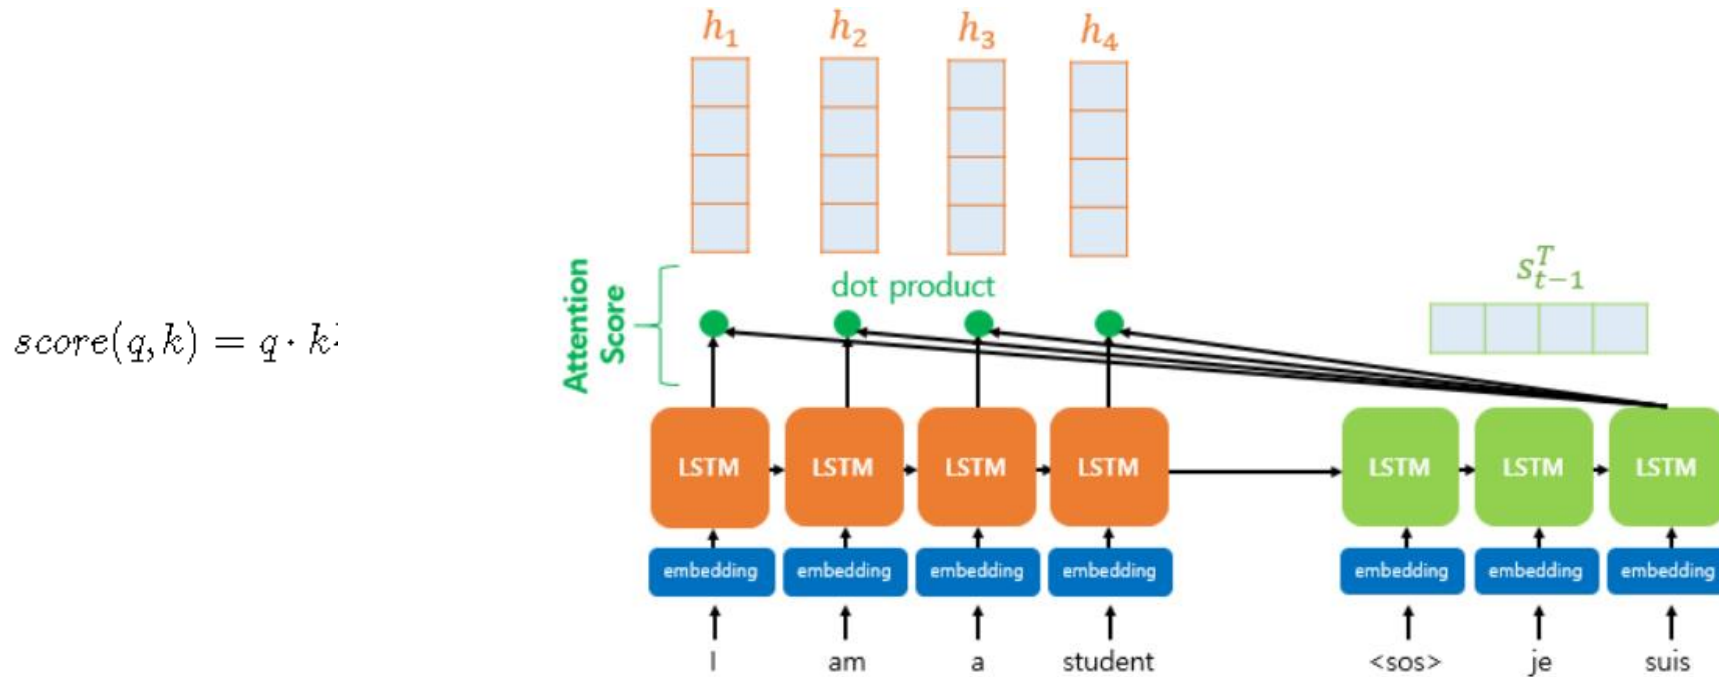 h₁ h₂ h₃ h₄
Attention
Score
dot product
sᵀₜ₋₁
score(q, k) = q · k
LSTM LSTM LSTM LSTM LSTM LSTM LSTM
embedding embedding embedding embedding embedding embedding embedding
I am a student <sos> je suis